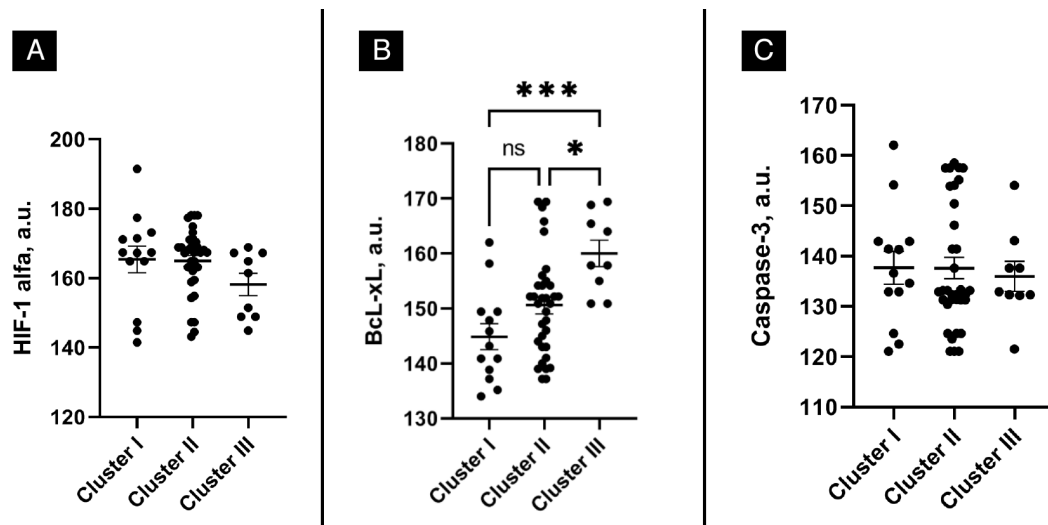 A
HIF-1 alfa, a.u.
200
180
160
140
120
Cluster I
Cluster II
Cluster III
B
BcL-xL, a.u.
180
170
160
150
140
130
***
ns
*
Cluster I
Cluster II
Cluster III
C
Caspase-3, a.u.
170
160
150
140
130
120
110
Cluster I
Cluster II
Cluster III